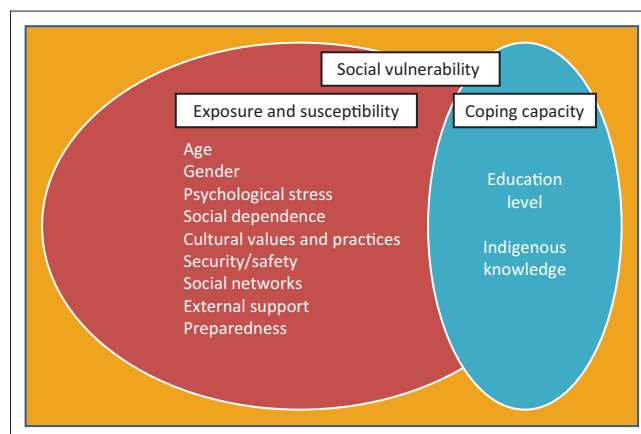 Social vulnerability
Exposure and susceptibility
Coping capacity
Age
Gender
Psychological stress
Social dependence
Cultural values and practices
Security/safety
Social networks
External support
Preparedness
Education
level
Indigenous
knowledge